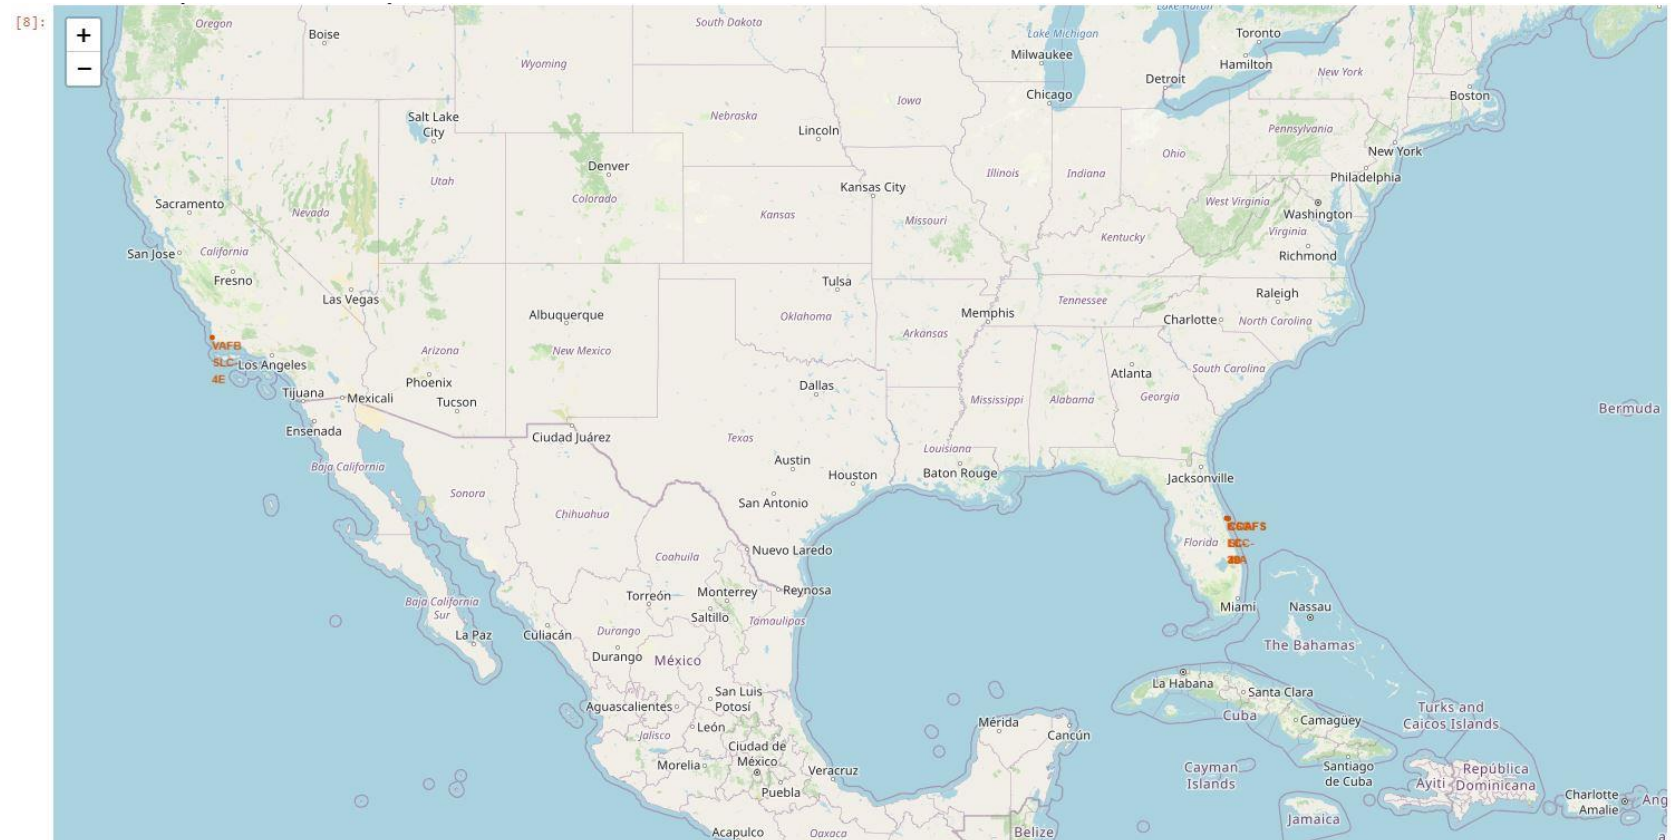 [8]:
+
−
Oregon
Boise
South Dakota
Lake Huron
Lake Michigan
Toronto
Milwaukee
Hamilton
Wyoming
Detroit
New York
Chicago
Boston
Iowa
Nebraska
Salt Lake
City
Lincoln
Pennsylvania
New York
Ohio
Denver
Illinois
Indiana
Philadelphia
Utah
Kansas City
Colorado
Sacramento
Nevada
Kansas
Missouri
West Virginia
Washington
Virginia
Kentucky
San Jose
California
Richmond
Fresno
Tulsa
Las Vegas
Raleigh
Tennessee
Albuquerque
Oklahoma
Memphis
Charlotte
North Carolina
Arkansas
VAFB
SLC-
4E
Los Angeles
Arizona
New Mexico
South Carolina
Atlanta
Phoenix
Dallas
Tijuana
Mexicali
Tucson
Mississippi
Alabama
Georgia
Bermuda
Ensenada
Ciudad Juárez
Texas
Louisiana
Baja California
Austin
Houston
Baton Rouge
Jacksonville
Sonora
San Antonio
Chihuahua
Florida
Nuevo Laredo
Coahuila
Reynosa
Torreón
Monterrey
Baja California
Sur
Saltillo
Tamaulipas
Miami
Nassau
La Paz
Culiacán
Durango
The Bahamas
Durango
México
La Habana
Santa Clara
San Luis
Potosí
Aguascalientes
Cuba
Camagüey
Turks and
Caicos Islands
León
Mérida
Cancún
Jalisco
Ciudad de
México
Morelia
Veracruz
Cayman
Islands
Santiago
de Cuba
República
Dominicana
Ayiti
Puebla
Charlotte
Amalie
Ang
Jamaica
Acapulco
Oaxaca
Belize